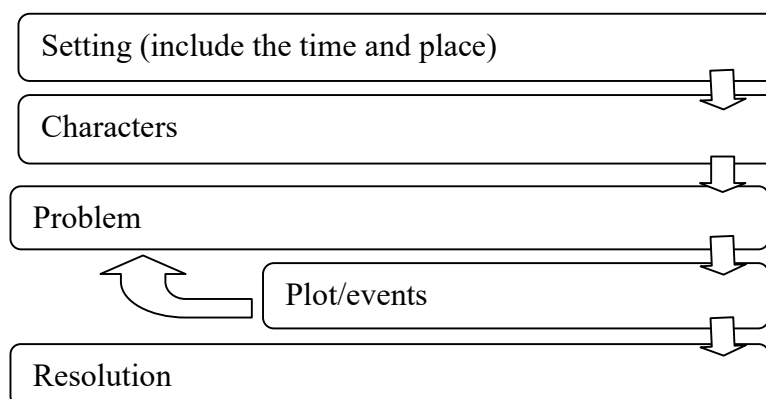 Setting (include the time and place)
Characters
Problem
Plot/events
Resolution